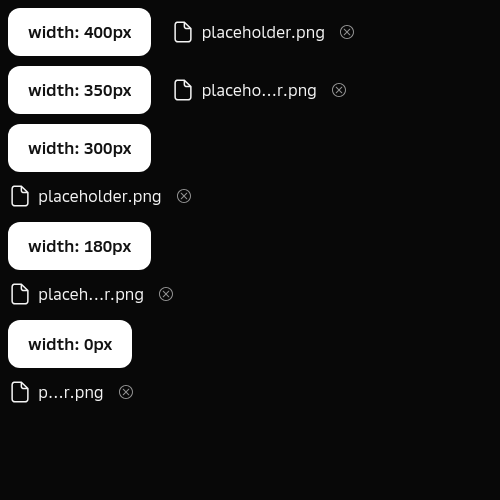 width: 400px placeholder.png
width: 350px placeho...r.png
width: 300px
placeholder.png
width: 180px
placeh...r.png
width: 0px
p...r.png